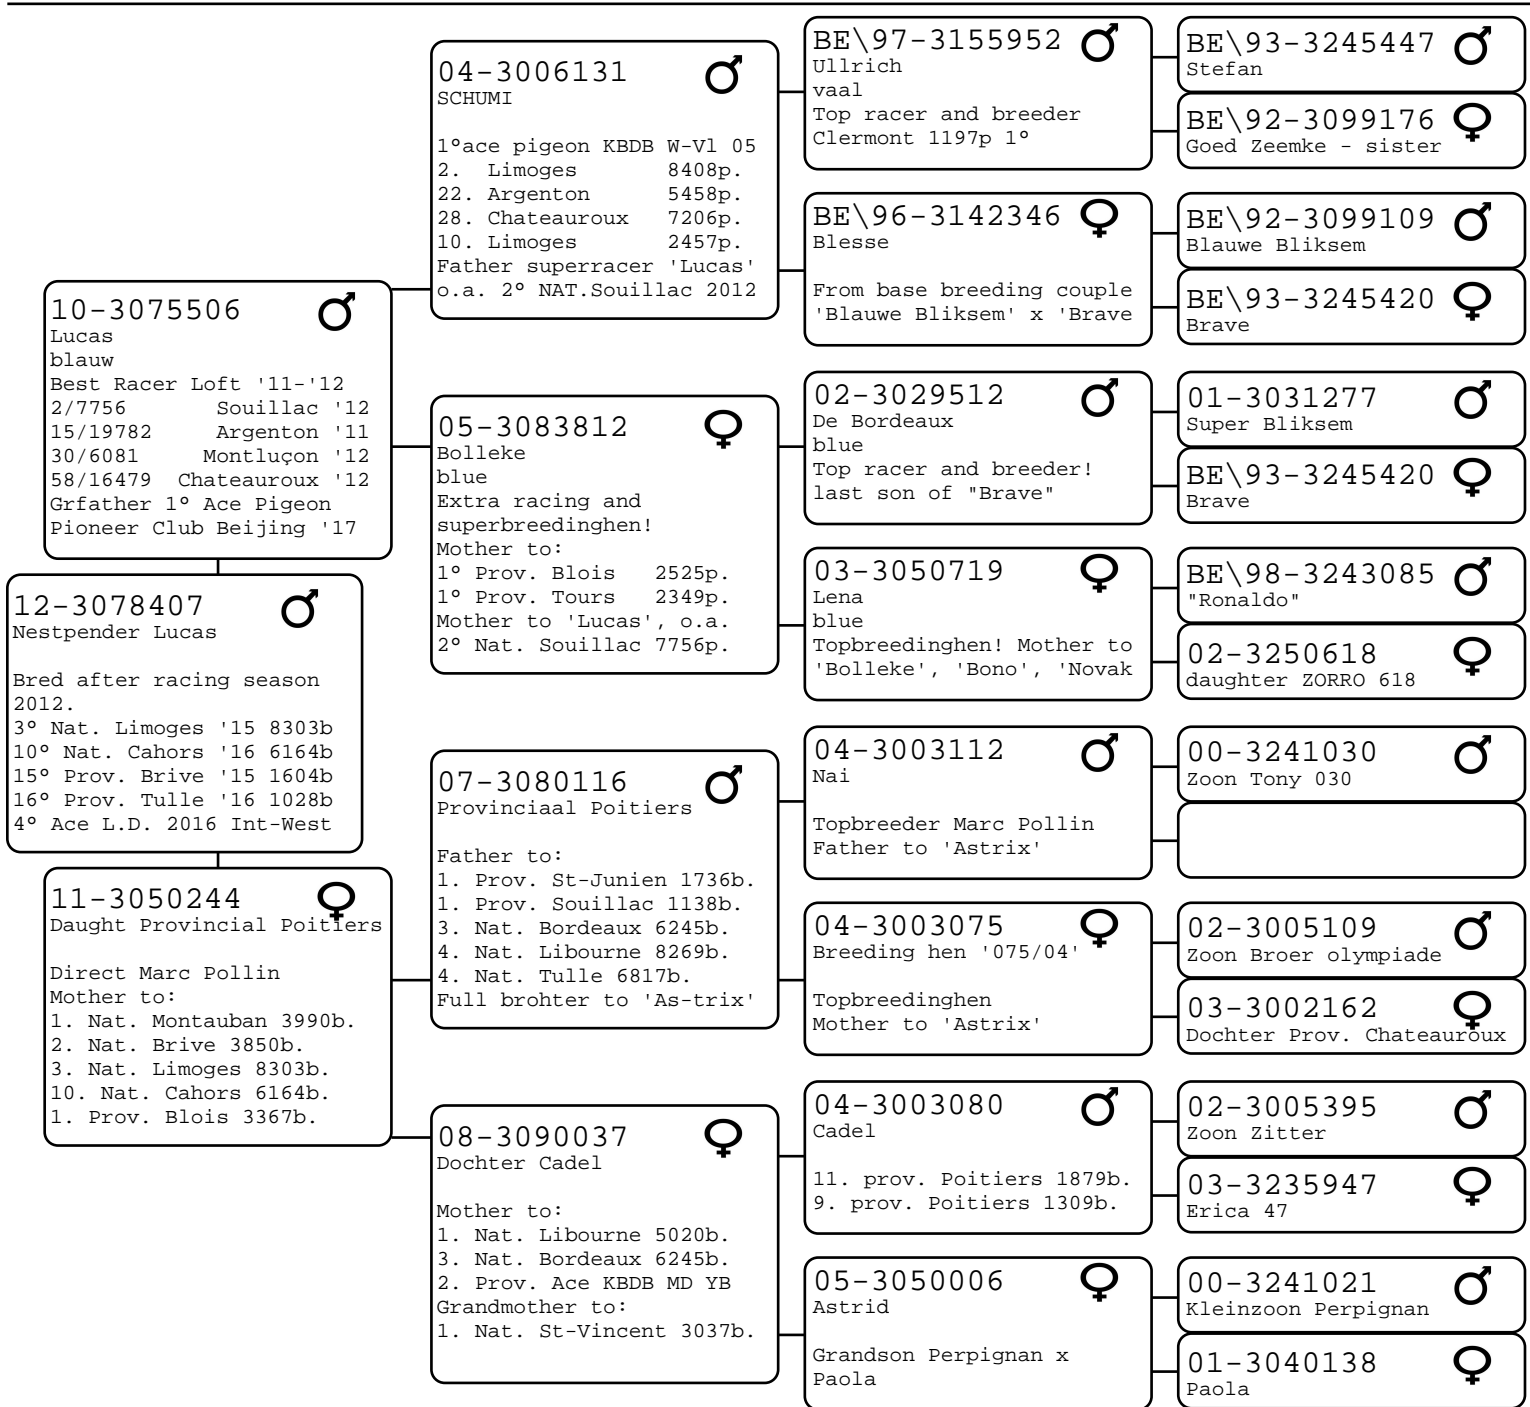 10-3075506
Lucas
blauw
Best Racer Loft '11-'12
2/7756 Souillac '12
15/19782 Argenton '11
30/6081 Montluçon '12
58/16479 Chateauroux '12
Grfather 1º Ace Pigeon
Pioneer Club Beijing '17
12-3078407
Nestpender Lucas
Bred after racing season
2012.
3º Nat. Limoges '15 8303b
10º Nat. Cahors '16 6164b
15º Prov. Brive '15 1604b
16º Prov. Tulle '16 1028b
4º Ace L.D. 2016 Int-West
11-3050244
Daught Provincial Poitiers
Direct Marc Pollin
Mother to:
1. Nat. Montauban 3990b.
2. Nat. Brive 3850b.
3. Nat. Limoges 8303b.
10. Nat. Cahors 6164b.
1. Prov. Blois 3367b.
04-3006131
SCHUMI
1ºace pigeon KBDB W-Vl 05
2. Limoges 8408p.
22. Argenton 5458p.
28. Chateauroux 7206p.
10. Limoges 2457p.
Father superracer 'Lucas'
o.a. 2º NAT.Souillac 2012
05-3083812
Bolleke
blue
Extra racing and
superbreedinghen!
Mother to:
1º Prov. Blois 2525p.
1º Prov. Tours 2349p.
Mother to 'Lucas', o.a.
2º Nat. Souillac 7756p.
07-3080116
Provinciaal Poitiers
Father to:
1. Prov. St-Junien 1736b.
1. Prov. Souillac 1138b.
3. Nat. Bordeaux 6245b.
4. Nat. Libourne 8269b.
4. Nat. Tulle 6817b.
Full brohter to 'As-trix'
08-3090037
Dochter Cadel
Mother to:
1. Nat. Libourne 5020b.
3. Nat. Bordeaux 6245b.
2. Prov. Ace KBDB MD YB
Grandmother to:
1. Nat. St-Vincent 3037b.
BE\97-3155952
Ullrich
vaal
Top racer and breeder
Clermont 1197p 1º
BE\96-3142346
Blesse
From base breeding couple
'Blauwe Bliksem' x 'Brave
02-3029512
De Bordeaux
blue
Top racer and breeder!
last son of "Brave"
03-3050719
Lena
blue
Topbreedinghen! Mother to
'Bolleke', 'Bono', 'Novak
04-3003112
Nai
Topbreeder Marc Pollin
Father to 'Astrix'
04-3003075
Breeding hen '075/04'
Topbreedinghen
Mother to 'Astrix'
04-3003080
Cadel
11. prov. Poitiers 1879b.
9. prov. Poitiers 1309b.
05-3050006
Astrid
Grandson Perpignan x
Paola
BE\93-3245447
Stefan
BE\92-3099176
Goed Zeemke - sister
BE\92-3099109
Blauwe Bliksem
BE\93-3245420
Brave
01-3031277
Super Bliksem
BE\93-3245420
Brave
BE\98-3243085
"Ronaldo"
02-3250618
daughter ZORRO 618
00-3241030
Zoon Tony 030
02-3005109
Zoon Broer olympiade
03-3002162
Dochter Prov. Chateauroux
02-3005395
Zoon Zitter
03-3235947
Erica 47
00-3241021
Kleinzoon Perpignan
01-3040138
Paola